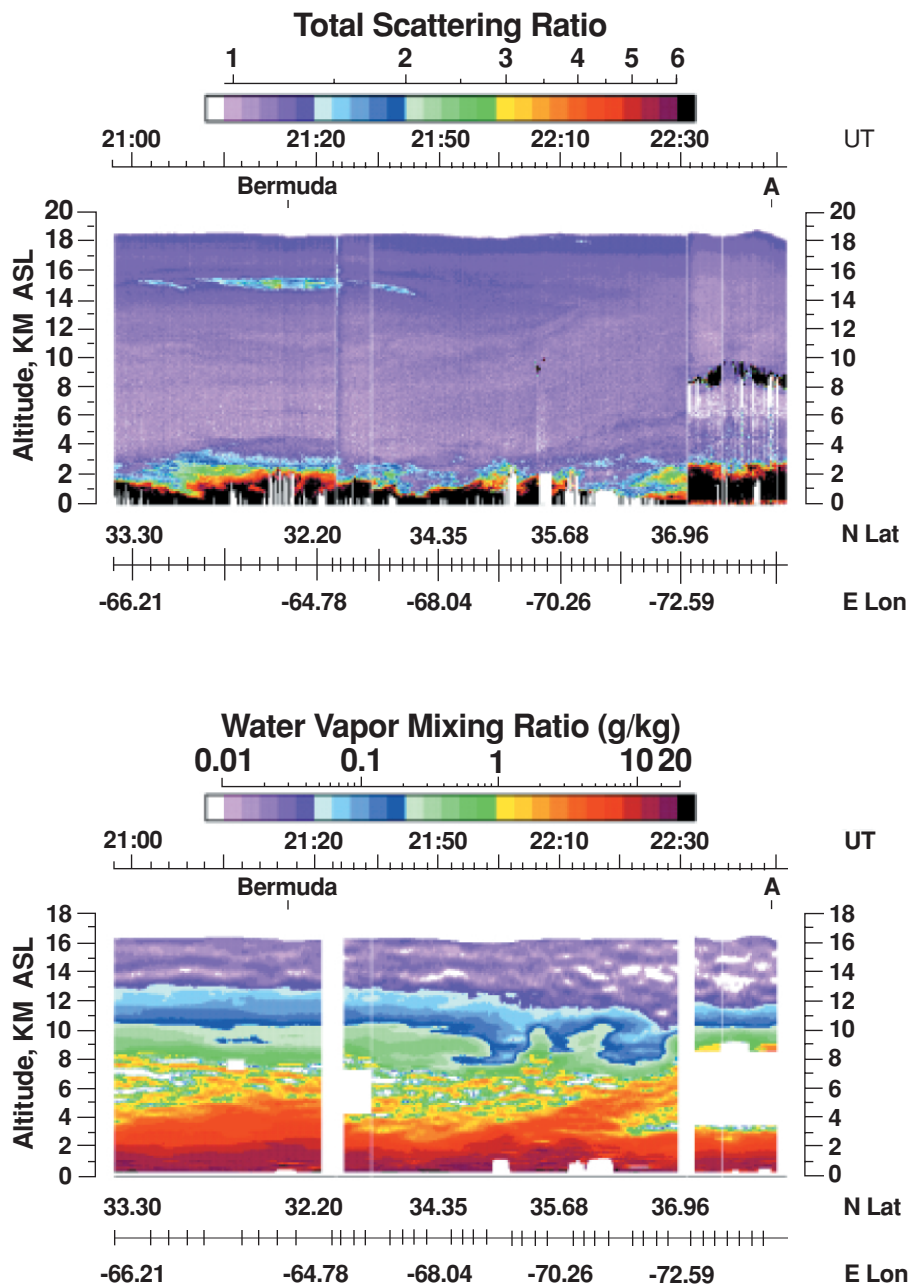 Total Scattering Ratio
1 2 3 4 5 6
21:00 21:20 21:50 22:10 22:30 UT
Bermuda A
20 20
18 18
16 16
14 14
12 12
10 10
8 8
6 6
4 4
2 2
0 0
Altitude, KM ASL
33.30 32.20 34.35 35.68 36.96 N Lat
-66.21 -64.78 -68.04 -70.26 -72.59 E Lon
Water Vapor Mixing Ratio (g/kg)
0.01 0.1 1 10 20
21:00 21:20 21:50 22:10 22:30 UT
Bermuda A
18 18
16 16
14 14
12 12
10 10
8 8
6 6
4 4
2 2
0 0
Altitude, KM ASL
33.30 32.20 34.35 35.68 36.96 N Lat
-66.21 -64.78 -68.04 -70.26 -72.59 E Lon